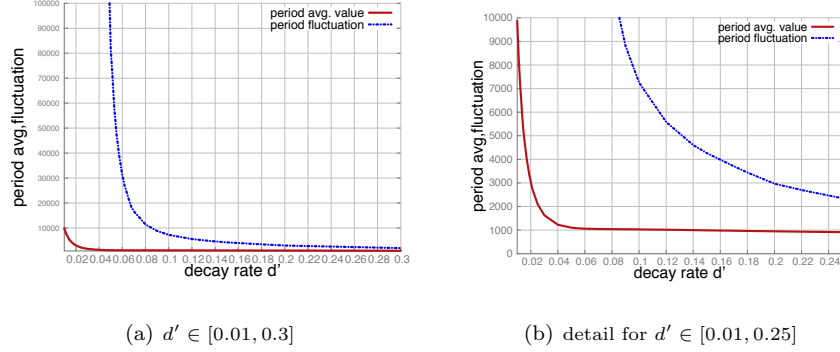 period avg. value
period fluctuation
100000
90000
80000
70000
60000
50000
40000
30000
20000
10000
period avg,fluctuation
0.02 0.04 0.06 0.08 0.1 0.12 0.14 0.16 0.18 0.2 0.22 0.24 0.26 0.28 0.3
decay rate d'
(a) d′ ∈ [0.01, 0.3]
period avg. value
period fluctuation
10000
9000
8000
7000
6000
5000
4000
3000
2000
1000
0
period avg,fluctuation
0.02 0.04 0.06 0.08 0.1 0.12 0.14 0.16 0.18 0.2 0.22 0.24
decay rate d'
(b) detail for d′ ∈ [0.01, 0.25]